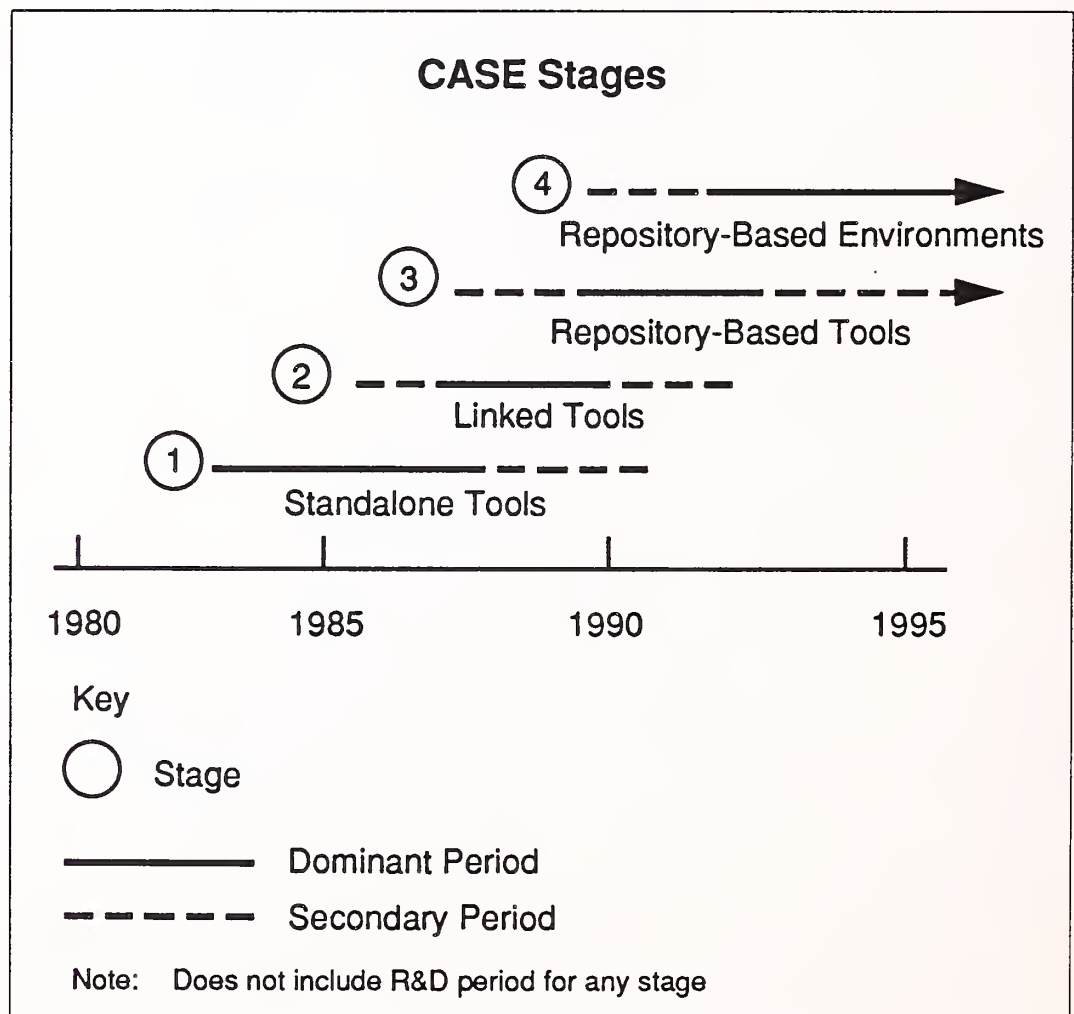 CASE Stages
4
Repository-Based Environments
3
Repository-Based Tools
2
Linked Tools
1
Standalone Tools
1980 1985 1990 1995
Key
Stage
Dominant Period
Secondary Period
Note: Does not include R&D period for any stage